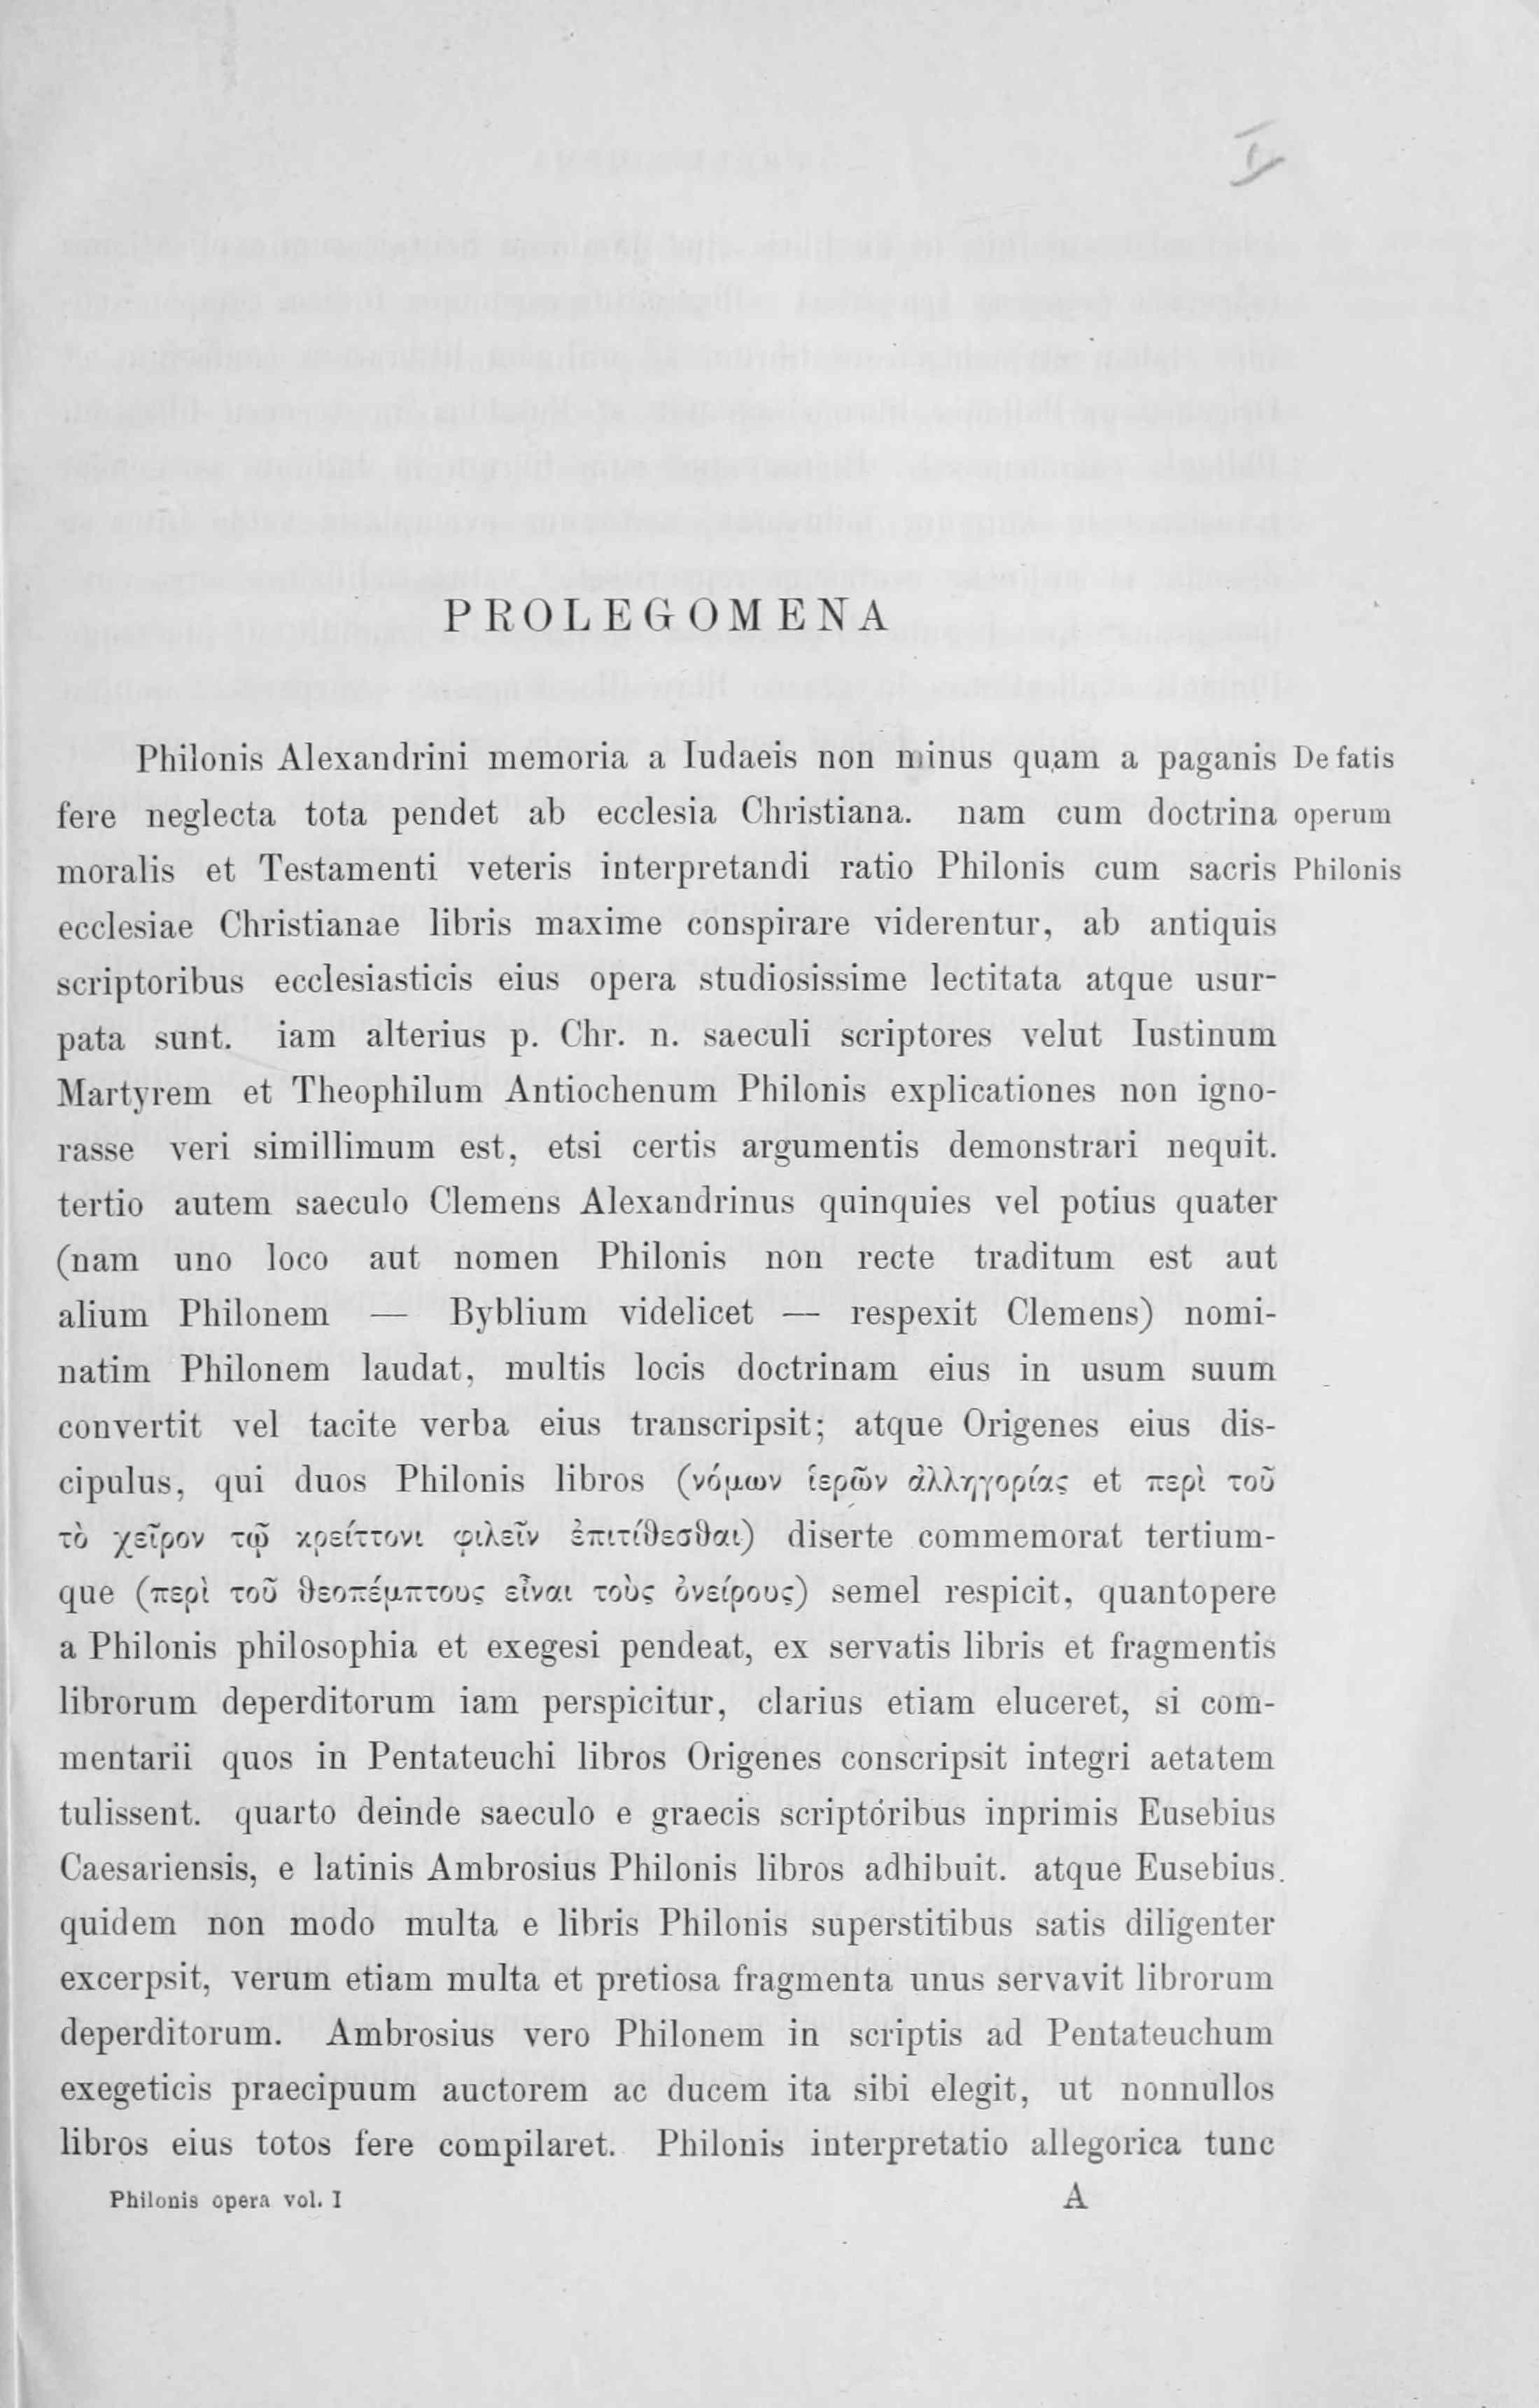 PROLEGOMENA
Philonis Alexandrini memoria a Iudaeis non minus quam a paganis De fatis
fere neglecta tota pendet ab ecclesia Christiana. nam cum doctrina operum
moralis et Testamenti veteris interpretandi ratio Philonis cum sacris Philonis
ecclesiae Christianae libris maxime conspirare viderentur, ab antiquis
scriptoribus ecclesiasticis eius opera studiosissime lectitata atque usur-
pata sunt. iam alterius p. Chr. n. saeculi scriptores velut Iustinum
Martyrem et Theophilum Antiochenum Philonis explicationes non igno-
rasse veri simillimum est, etsi certis argumentis demonstrari nequit.
tertio autem saeculo Clemens Alexandrinus quinquies vel potius quater
(nam uno loco aut nomen Philonis non recte traditum est aut
alium Philonem — Byblium videlicet — respexit Clemens) nomi-
natim Philonem laudat, multis locis doctrinam eius in usum suum
convertit vel tacite verba eius transcripsit; atque Origenes eius dis-
cipulus, qui duos Philonis libros (νόμων ἱερῶν ἀλληγορίας et περὶ τοῦ
τὸ χεῖρον τῷ κρείττονι φιλεῖν ἐπιτίθεσθαι) diserte commemorat tertium-
que (περὶ τοῦ θεοπέμπτους εἶναι τοὺς ὀνείρους) semel respicit, quantopere
a Philonis philosophia et exegesi pendeat, ex servatis libris et fragmentis
librorum deperditorum iam perspicitur, clarius etiam eluceret, si com-
mentarii quos in Pentateuchi libros Origenes conscripsit integri aetatem
tulissent. quarto deinde saeculo e graecis scriptoribus inprimis Eusebius
Caesariensis, e latinis Ambrosius Philonis libros adhibuit. atque Eusebius
quidem non modo multa e libris Philonis superstitibus satis diligenter
excerpsit, verum etiam multa et pretiosa fragmenta unus servavit librorum
deperditorum. Ambrosius vero Philonem in scriptis ad Pentateuchum
exegeticis praecipuum auctorem ac ducem ita sibi elegit, ut nonnullos
libros eius totos fere compilaret. Philonis interpretatio allegorica tunc
Philonis opera vol. I A